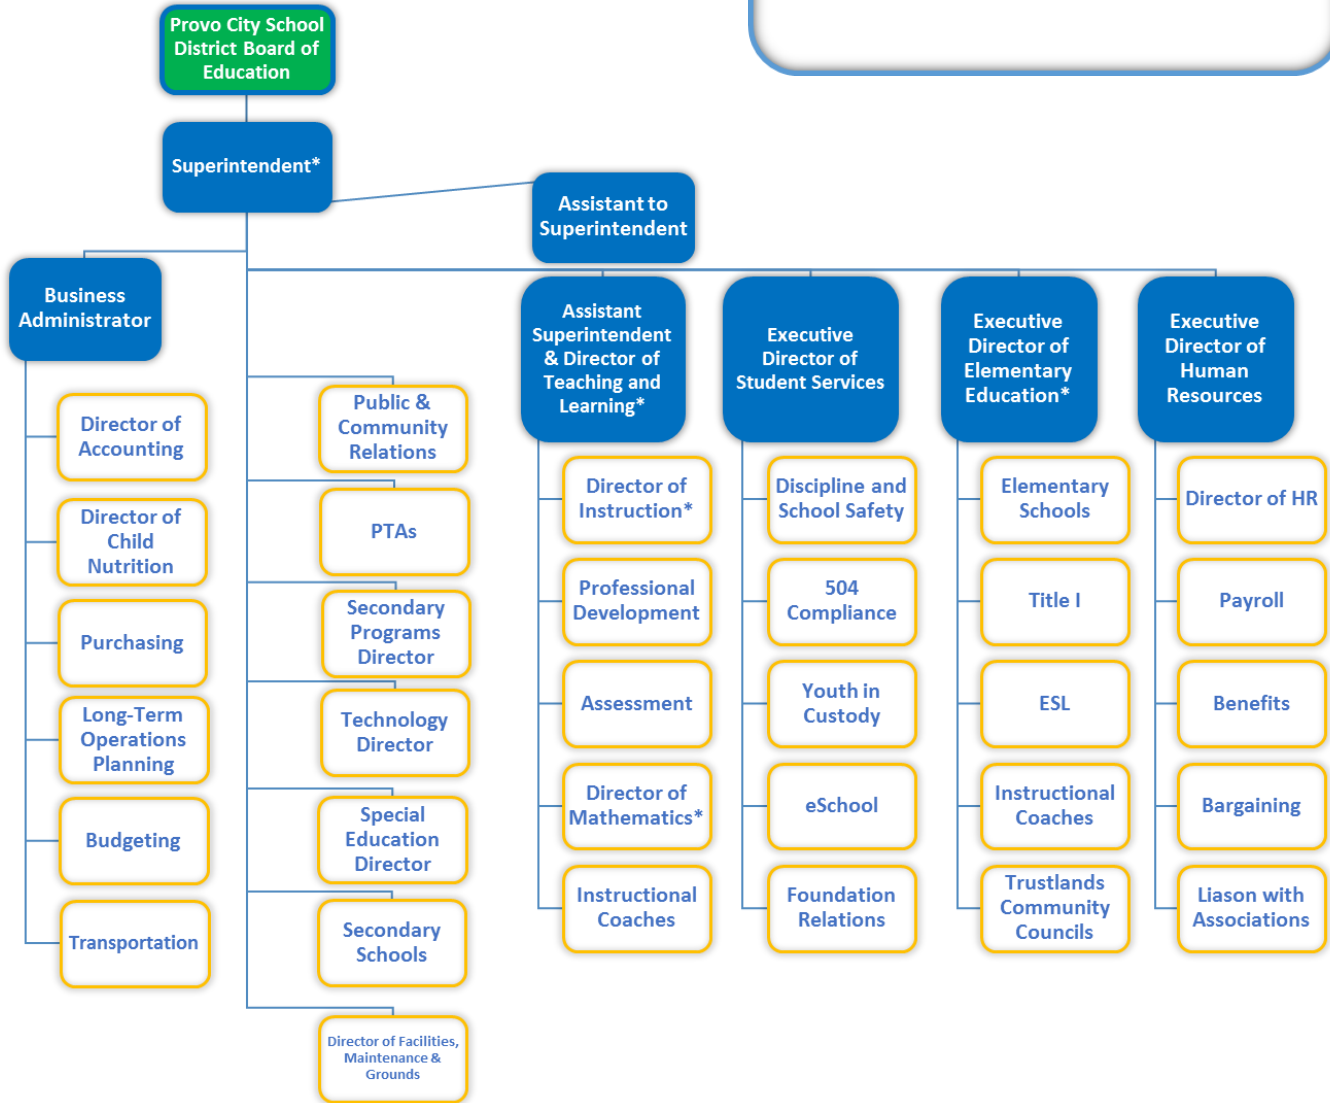 Provo City School
District Board of
Education
Superintendent*
Assistant to
Superintendent
Business
Administrator
Director of
Accounting
Director of
Child
Nutrition
Purchasing
Long-Term
Operations
Planning
Budgeting
Transportation
Public &
Community
Relations
PTAs
Secondary
Programs
Director
Technology
Director
Special
Education
Director
Secondary
Schools
Director of Facilities,
Maintenance &
Grounds
Assistant
Superintendent
& Director of
Teaching and
Learning*
Director of
Instruction*
Professional
Development
Assessment
Director of
Mathematics*
Instructional
Coaches
Executive
Director of
Student Services
Discipline and
School Safety
504
Compliance
Youth in
Custody
eSchool
Foundation
Relations
Executive
Director of
Elementary
Education*
Elementary
Schools
Title I
ESL
Instructional
Coaches
Trustlands
Community
Councils
Executive
Director of
Human
Resources
Director of HR
Payroll
Benefits
Bargaining
Liason with
Associations